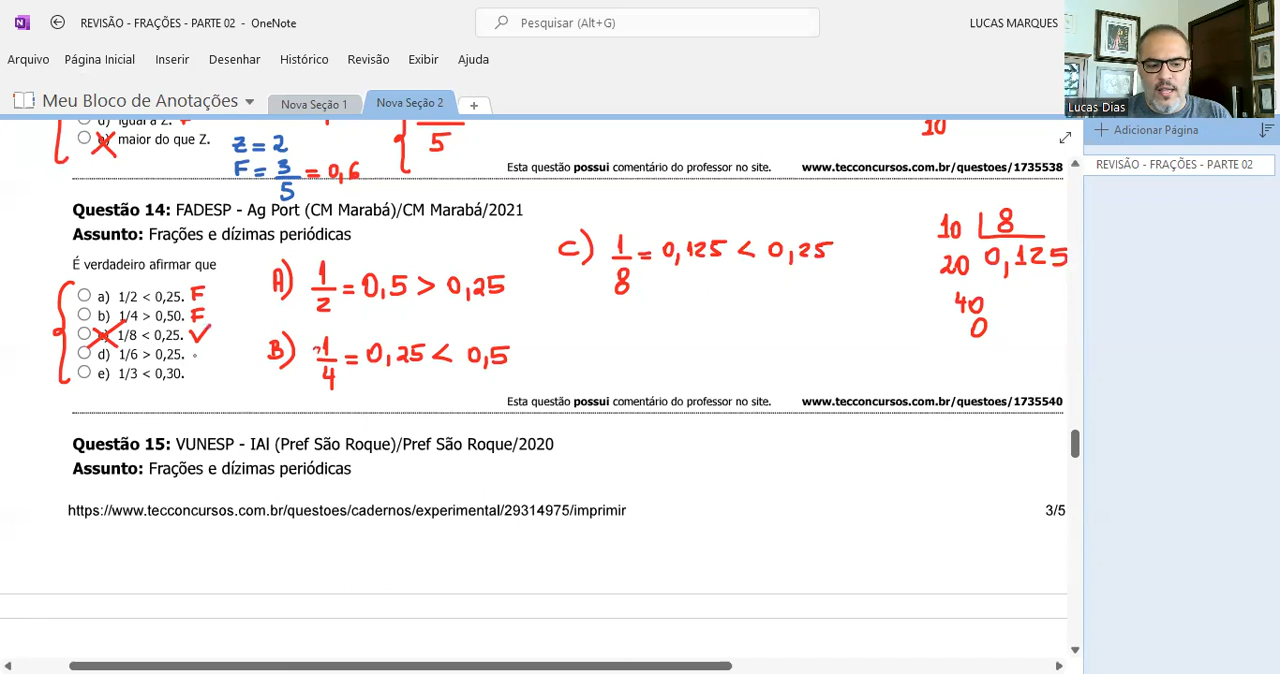 REVISÃO - FRAÇÕES - PARTE 02 - OneNote
Pesquisar (Alt+G)
LUCAS MARQUES
Arquivo Página Inicial Inserir Desenhar Histórico Revisão Exibir Ajuda
Lucas Dias
Meu Bloco de Anotações
Nova Seção 1
Nova Seção 2
+
Adicionar Página
REVISÃO - FRAÇÕES - PARTE 02
d) igual a Z. F
e) maior do que Z.
Z = 2
F = 3/5 = 0,6
5
10
Esta questão possui comentário do professor no site. www.tecconcursos.com.br/questoes/1735538
Questão 14: FADESP - Ag Port (CM Marabá)/CM Marabá/2021
Assunto: Frações e dízimas periódicas
É verdadeiro afirmar que
a) 1/2 < 0,25. F
b) 1/4 > 0,50. F
c) 1/8 < 0,25. V
d) 1/6 > 0,25.
e) 1/3 < 0,30.
A) 1/2 = 0,5 > 0,25
B) 1/4 = 0,25 < 0,5
C) 1/8 = 0,125 < 0,25
10 8
20 0,125
40
0
Esta questão possui comentário do professor no site. www.tecconcursos.com.br/questoes/1735540
Questão 15: VUNESP - IAl (Pref São Roque)/Pref São Roque/2020
Assunto: Frações e dízimas periódicas
https://www.tecconcursos.com.br/questoes/cadernos/experimental/29314975/imprimir 3/5